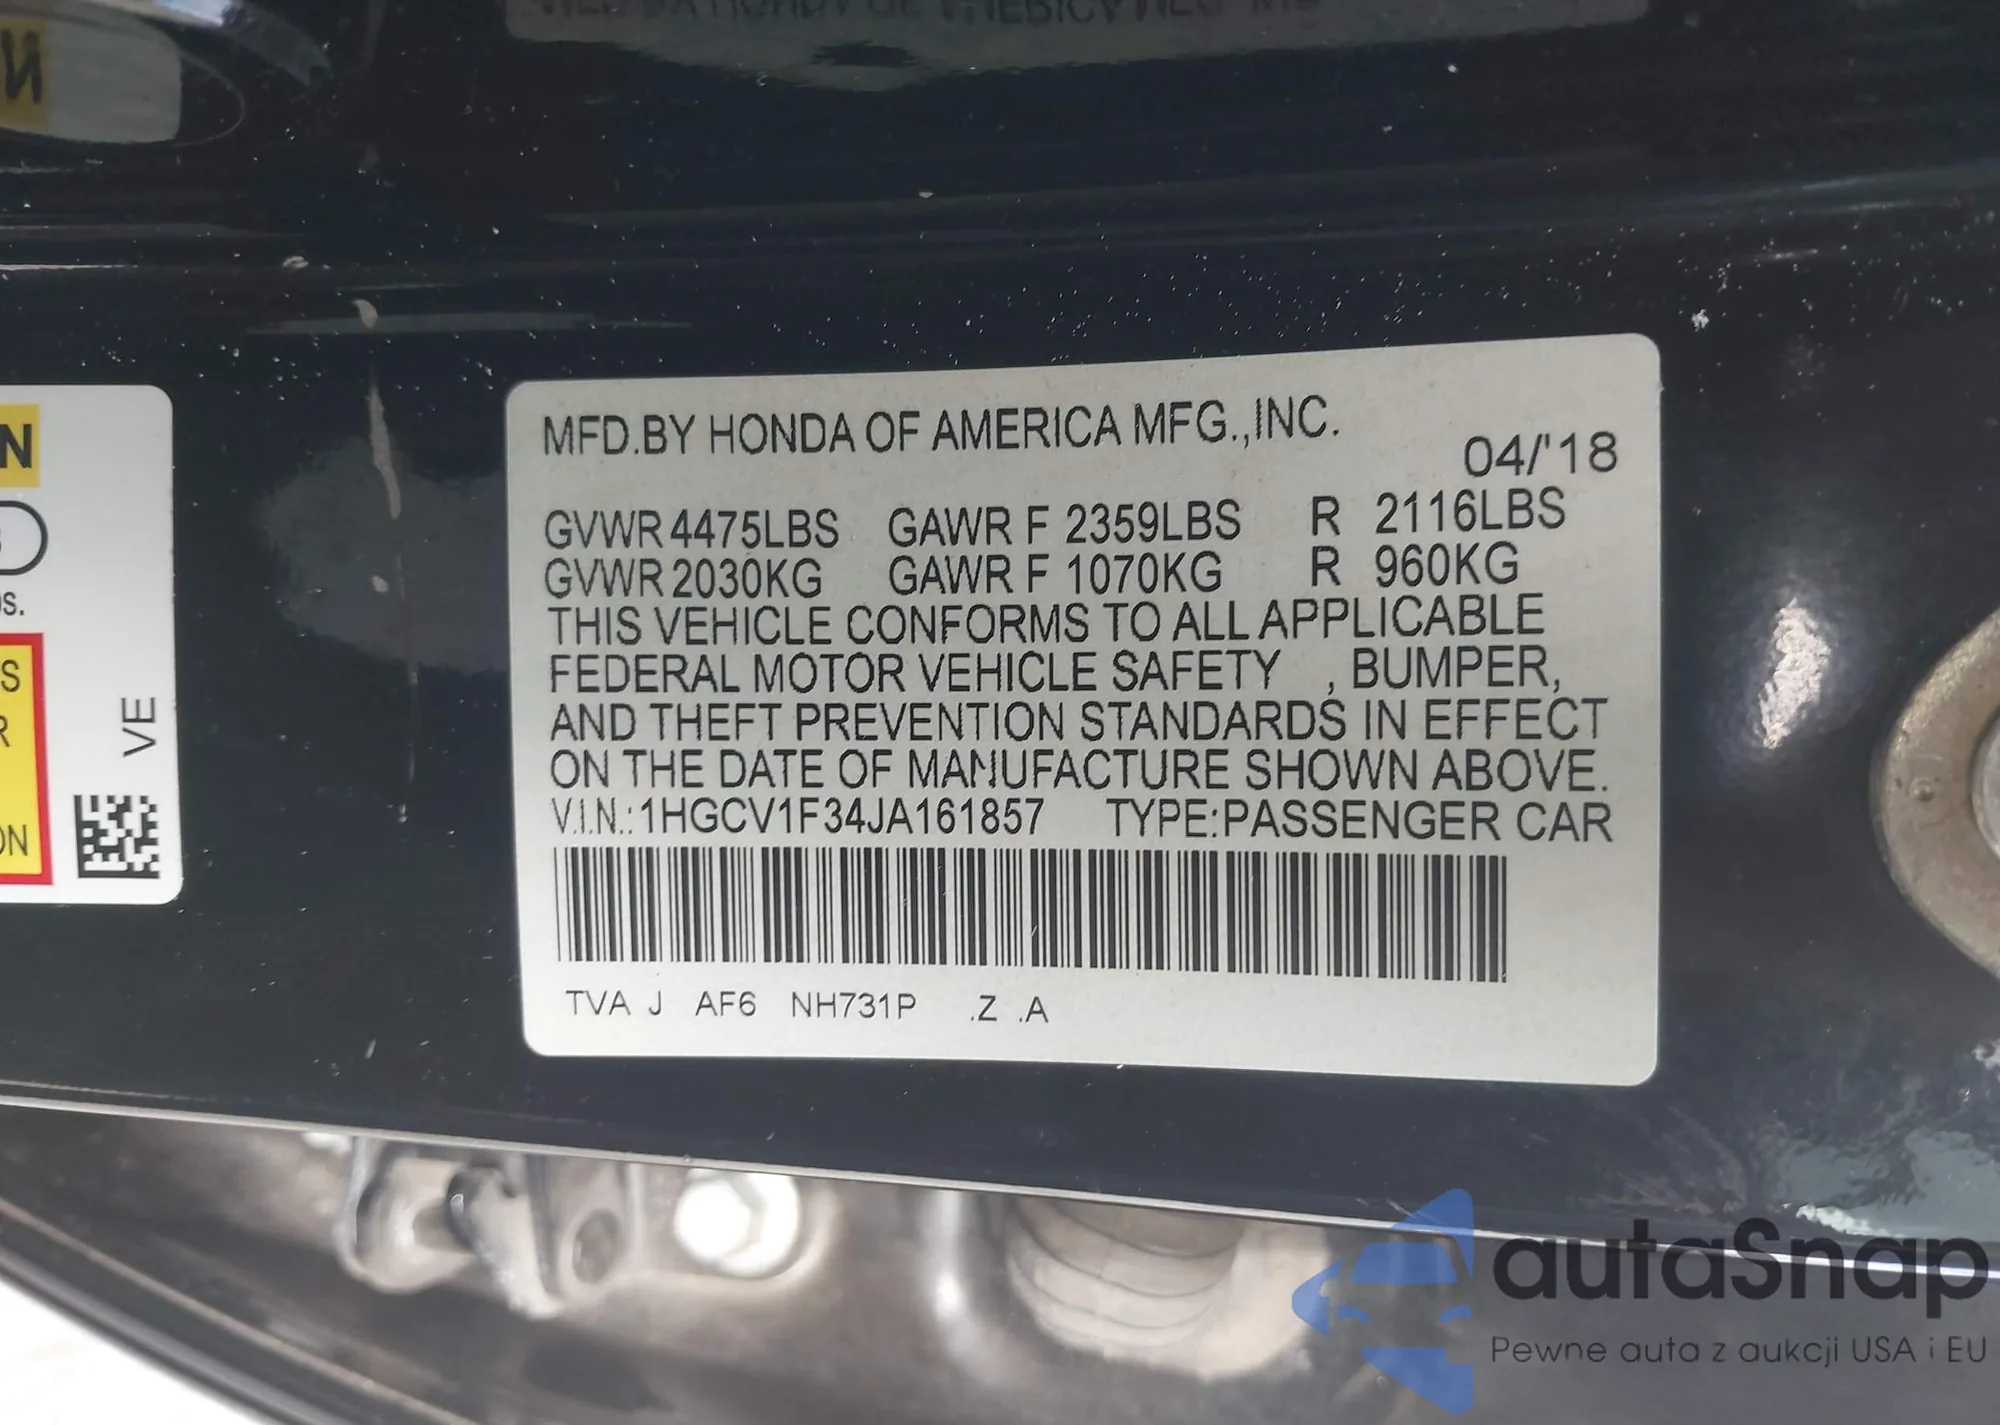 MFD.BY HONDA OF AMERICA MFG.,INC.
04/'18
GVWR 4475LBS GAWR F 2359LBS R 2116LBS
GVWR 2030KG GAWR F 1070KG R 960KG
THIS VEHICLE CONFORMS TO ALL APPLICABLE
FEDERAL MOTOR VEHICLE SAFETY , BUMPER,
AND THEFT PREVENTION STANDARDS IN EFFECT
ON THE DATE OF MANUFACTURE SHOWN ABOVE.
V.I.N.:1HGCV1F34JA161857 TYPE:PASSENGER CAR
TVA J AF6 NH731P .Z .A
VE
autaSnap
Pewne auta z aukcji USA i EU